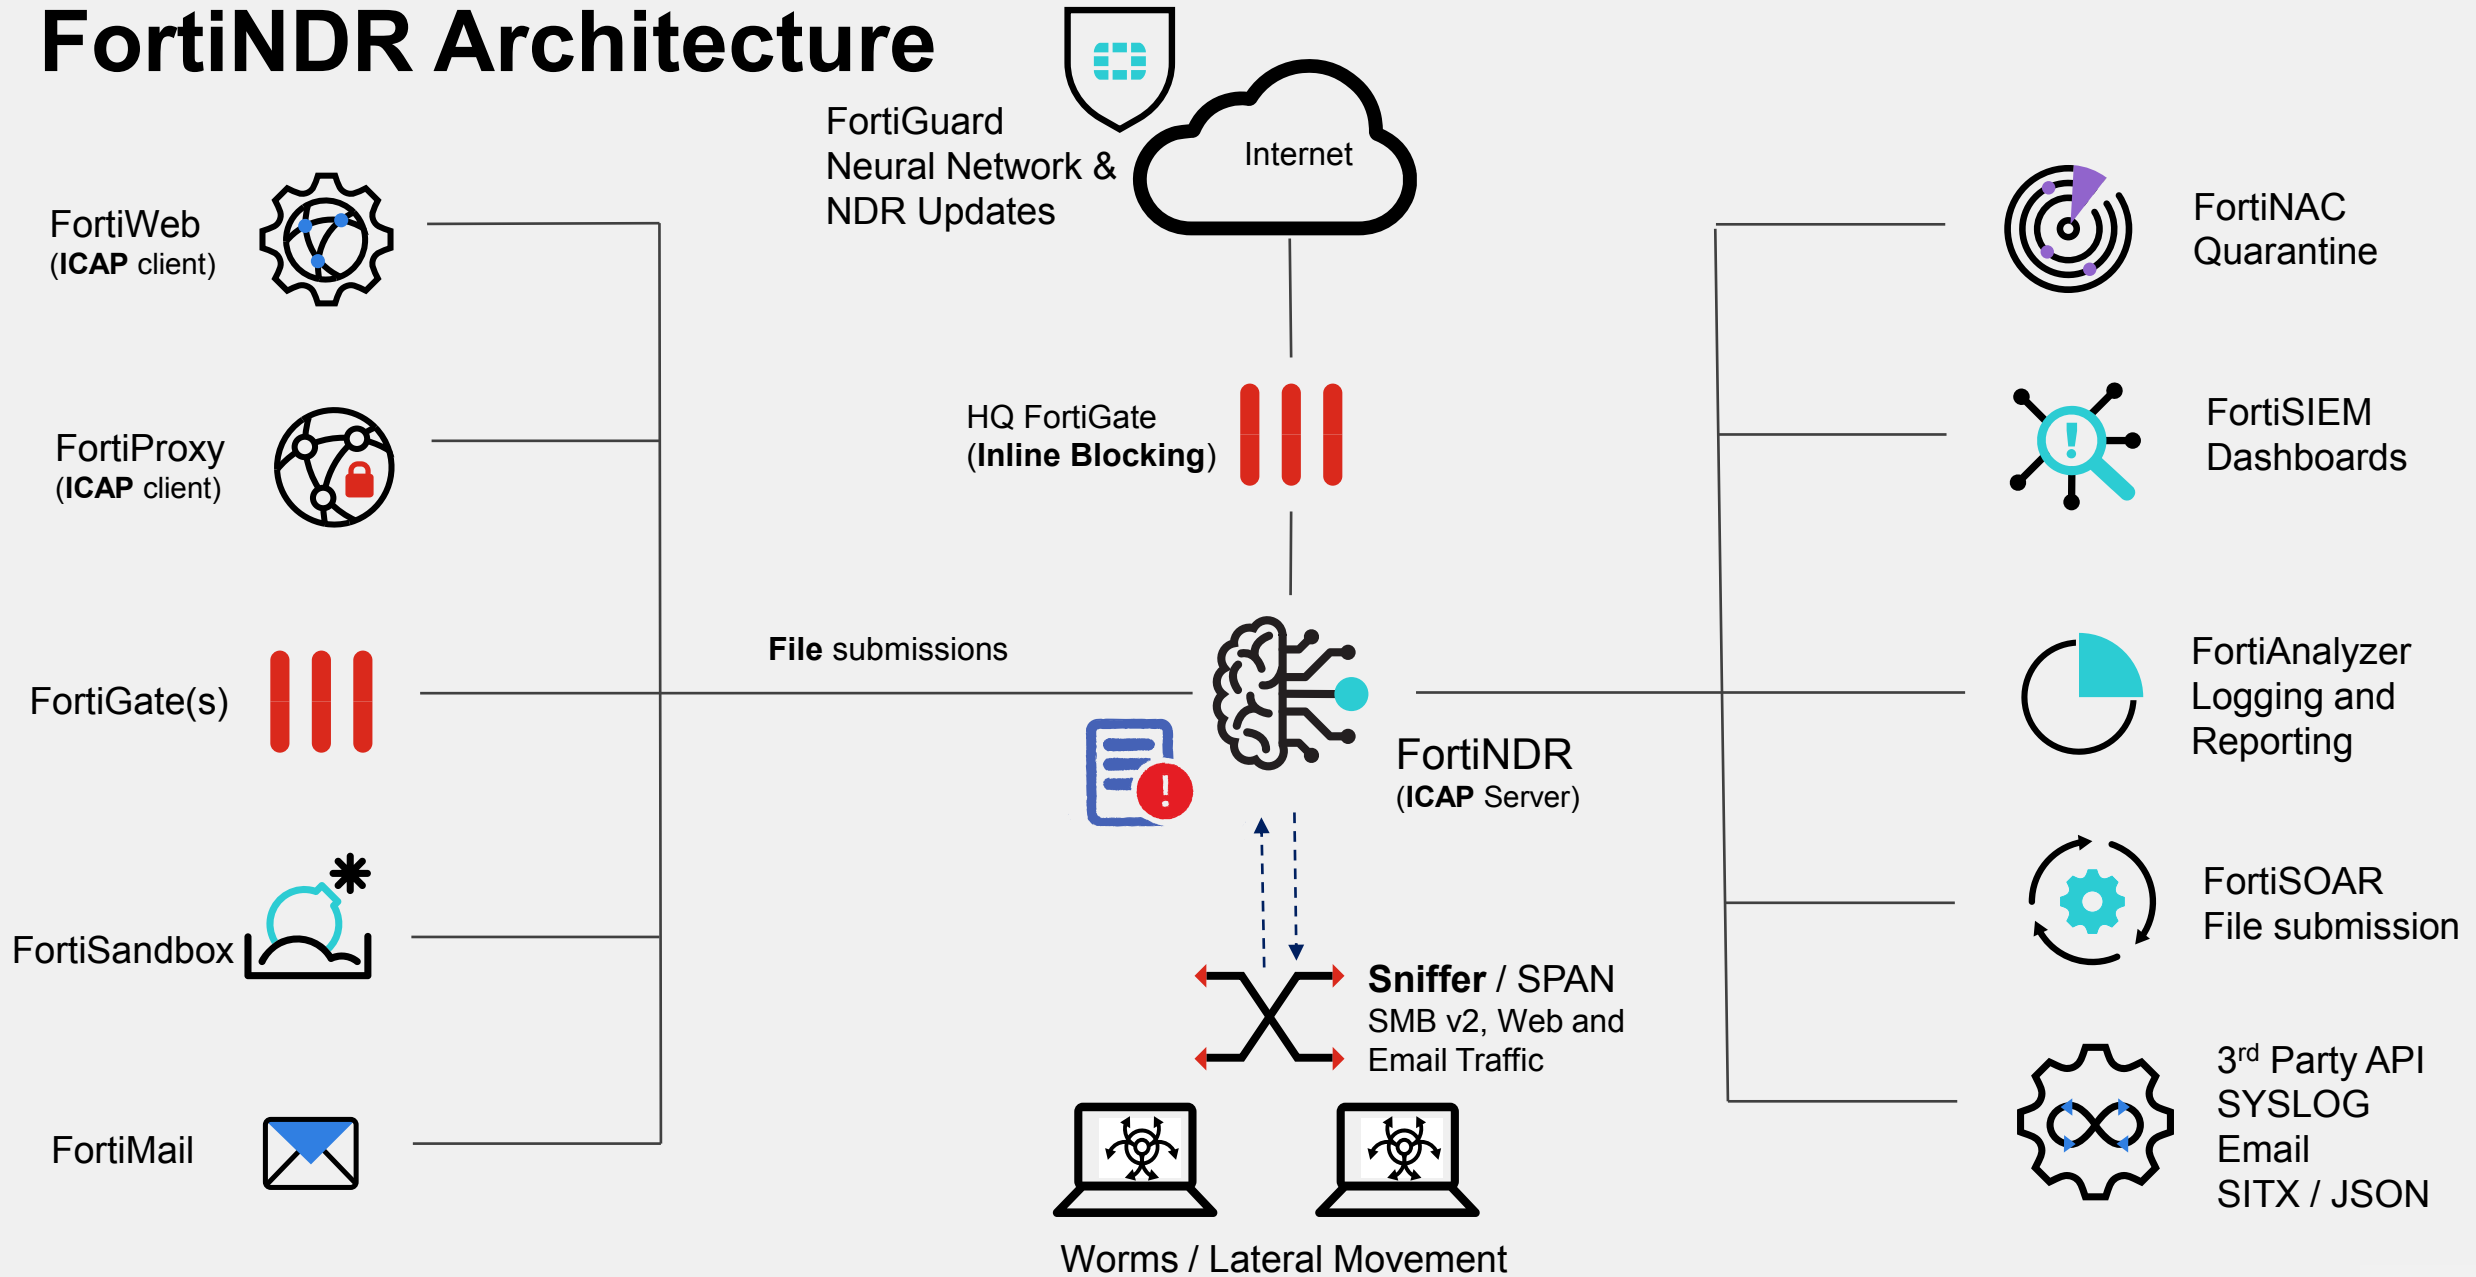 FortiNDR Architecture
FortiGuard
Neural Network &
NDR Updates
Internet
FortiWeb
(ICAP client)
FortiProxy
(ICAP client)
FortiGate(s)
FortiSandbox
FortiMail
HQ FortiGate
(Inline Blocking)
File submissions
FortiNDR
(ICAP Server)
Sniffer / SPAN
SMB v2, Web and
Email Traffic
Worms / Lateral Movement
FortiNAC
Quarantine
FortiSIEM
Dashboards
FortiAnalyzer
Logging and
Reporting
FortiSOAR
File submission
3rd Party API
SYSLOG
Email
SITX / JSON